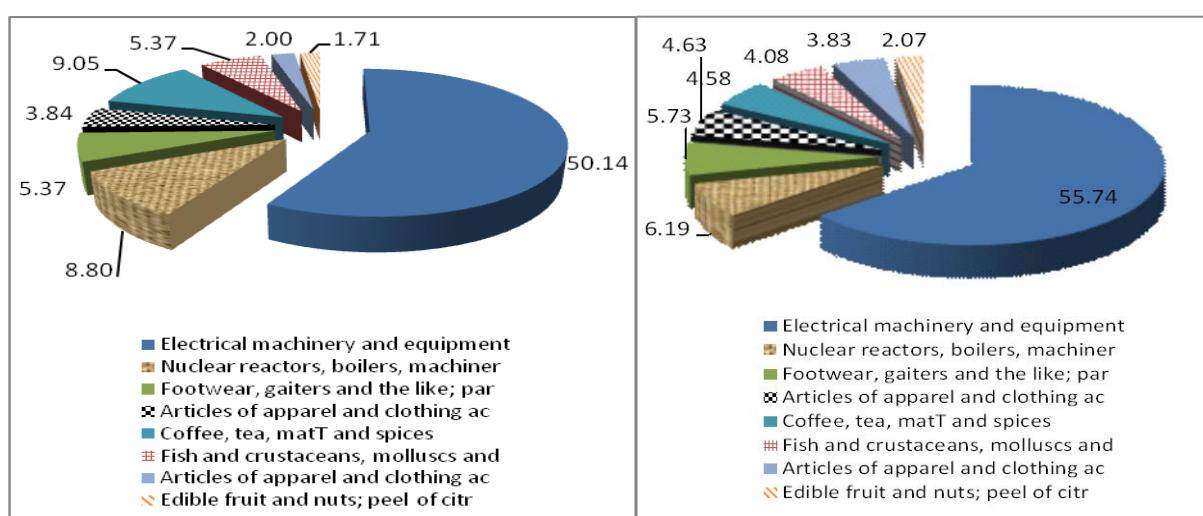 5.37
2.00
1.71
9.05
3.84
50.14
5.37
8.80
Electrical machinery and equipment
Nuclear reactors, boilers, machiner
Footwear, gaiters and the like; par
Articles of apparel and clothing ac
Coffee, tea, matT and spices
Fish and crustaceans, molluscs and
Articles of apparel and clothing ac
Edible fruit and nuts; peel of citr
4.63
4.08
3.83
2.07
4.58
5.73
55.74
6.19
Electrical machinery and equipment
Nuclear reactors, boilers, machiner
Footwear, gaiters and the like; par
Articles of apparel and clothing ac
Coffee, tea, matT and spices
Fish and crustaceans, molluscs and
Articles of apparel and clothing ac
Edible fruit and nuts; peel of citr